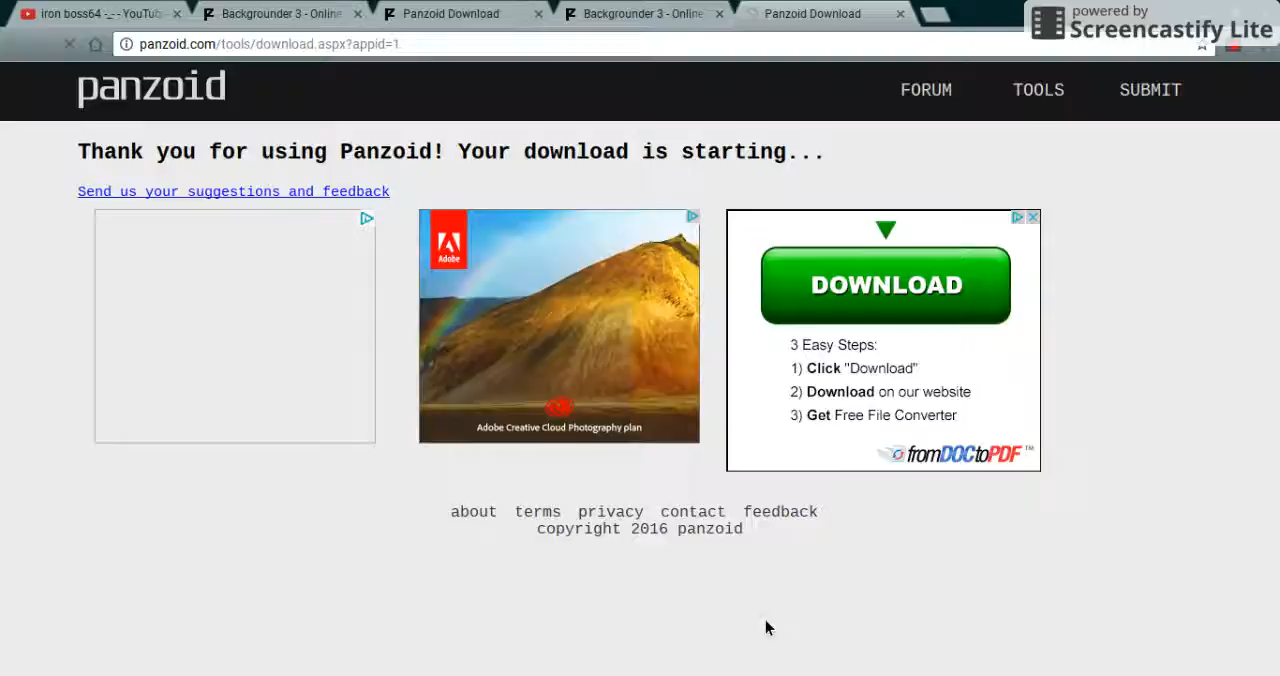 iron boss64 -_-- YouTub
Backgrounder 3 - Online
Panzoid Download
Backgrounder 3 - Online
Panzoid Download
powered by
Screencastify Lite
panzoid.com/tools/download.aspx?appid=1
panzoid
FORUM
TOOLS
SUBMIT
Thank you for using Panzoid! Your download is starting...
Send us your suggestions and feedback
Adobe
Adobe Creative Cloud Photography plan
DOWNLOAD
3 Easy Steps:
1) Click "Download"
2) Download on our website
3) Get Free File Converter
fromDOCtoPDF™
about terms privacy contact feedback
copyright 2016 panzoid